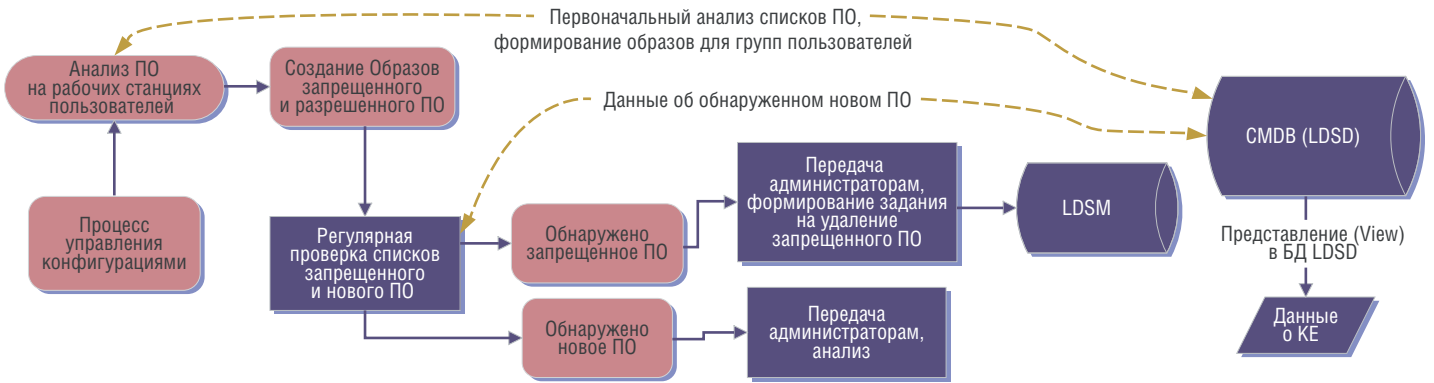 Первоначальный анализ списков ПО,
формирование образов для групп пользователей
Анализ ПО
на рабочих станциях
пользователей
Создание Образов
запрещенного
и разрешенного ПО
Данные об обнаруженном новом ПО
CMDB (LDSD)
Процесс
управления
конфигурациями
Регулярная
проверка списков
запрещенного
и нового ПО
Обнаружено
запрещенное ПО
Передача
администраторам,
формирование задания
на удаление
запрещенного ПО
LDSM
Представление (View)
в БД LDSD
Обнаружено
новое ПО
Передача
администраторам,
анализ
Данные
о КЕ